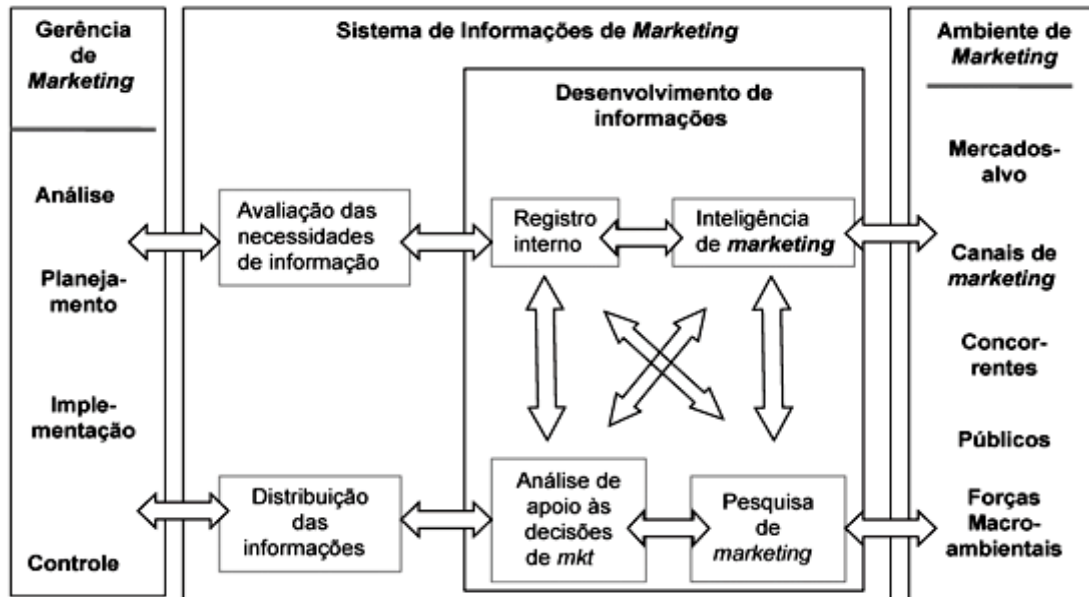 Gerência
de
Marketing
Análise
Planeja-
mento
Imple-
mentação
Controle
Sistema de Informações de Marketing
Avaliação das
necessidades
de informação
Distribuição
das
informações
Desenvolvimento de
informações
Registro
interno
Inteligência
de marketing
Análise de
apoio às
decisões
de mkt
Pesquisa
de
marketing
Ambiente de
Marketing
Mercados-
alvo
Canais de
marketing
Concor-
rentes
Públicos
Forças
Macro-
ambientais